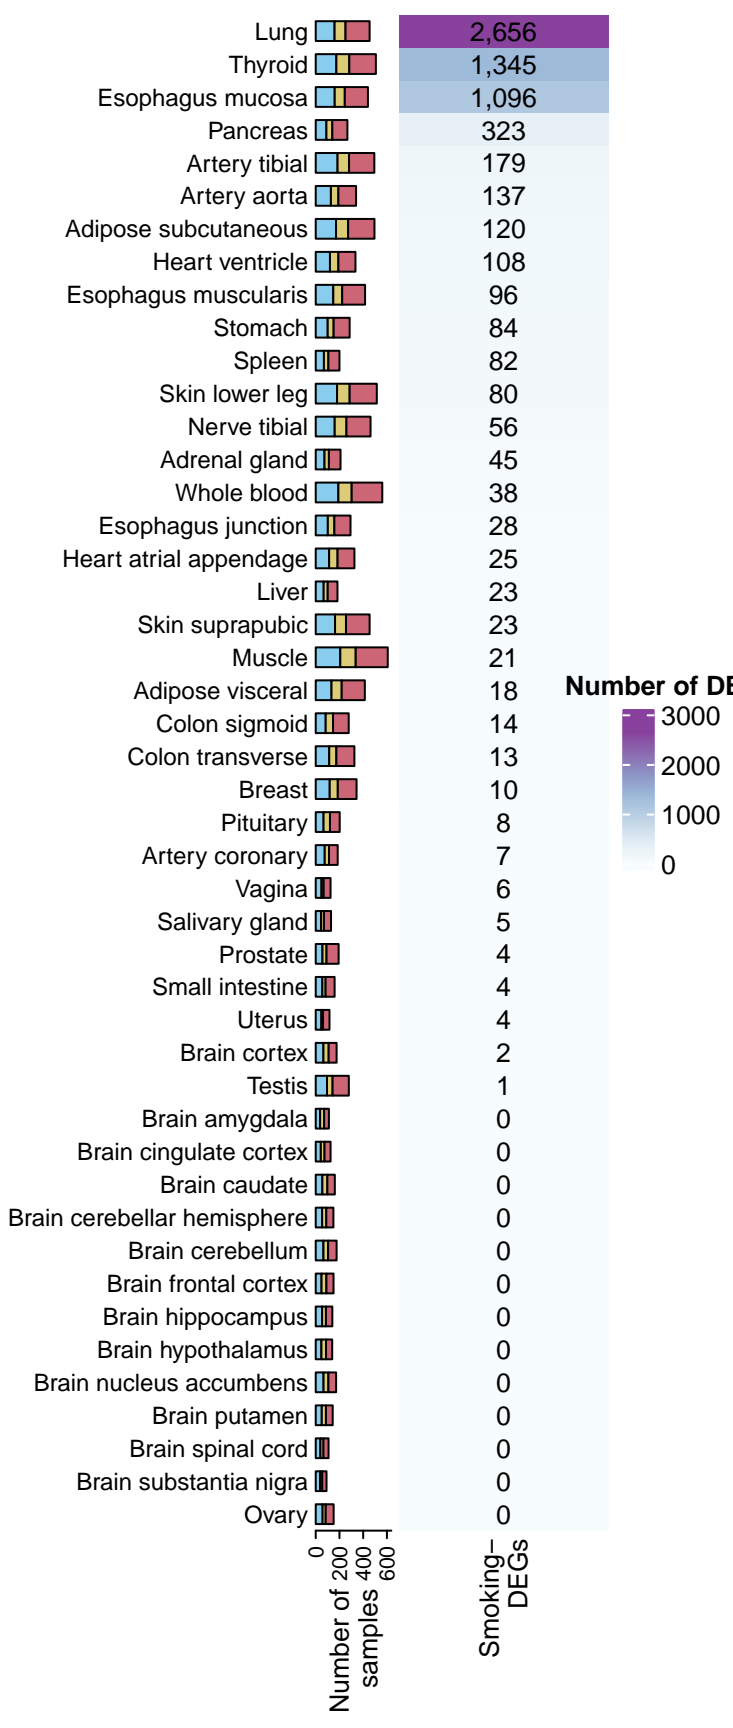 Lung 2,656
Thyroid 1,345
Esophagus mucosa 1,096
Pancreas 323
Artery tibial 179
Artery aorta 137
Adipose subcutaneous 120
Heart ventricle 108
Esophagus muscularis 96
Stomach 84
Spleen 82
Skin lower leg 80
Nerve tibial 56
Adrenal gland 45
Whole blood 38
Esophagus junction 28
Heart atrial appendage 25
Liver 23
Skin suprapubic 23
Muscle 21
Adipose visceral 18
Colon sigmoid 14
Colon transverse 13
Breast 10
Pituitary 8
Artery coronary 7
Vagina 6
Salivary gland 5
Prostate 4
Small intestine 4
Uterus 4
Brain cortex 2
Testis 1
Brain amygdala 0
Brain cingulate cortex 0
Brain caudate 0
Brain cerebellar hemisphere 0
Brain cerebellum 0
Brain frontal cortex 0
Brain hippocampus 0
Brain hypothalamus 0
Brain nucleus accumbens 0
Brain putamen 0
Brain spinal cord 0
Brain substantia nigra 0
Ovary 0
0 200 400 600
Number of
samples
Smoking−
DEGs
Number of DE
3000
2000
1000
0